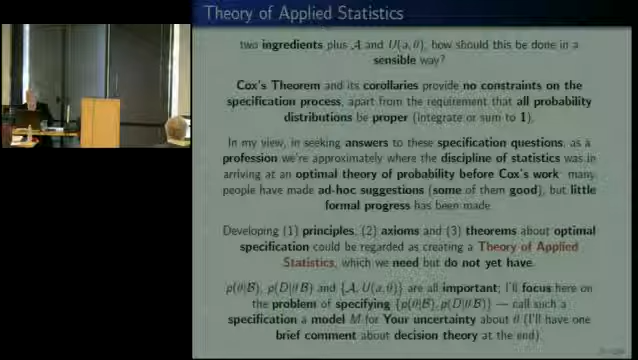 Theory of Applied Statistics
two ingredients plus A and U(a, θ), how should this be done in a
sensible way?
Cox's Theorem and its corollaries provide no constraints on the
specification process, apart from the requirement that all probability
distributions be proper (integrate or sum to 1).
In my view, in seeking answers to these specification questions, as a
profession we're approximately where the discipline of statistics was in
arriving at an optimal theory of probability before Cox's work: many
people have made ad-hoc suggestions (some of them good), but little
formal progress has been made.
Developing (1) principles, (2) axioms and (3) theorems about optimal
specification could be regarded as creating a Theory of Applied
Statistics, which we need but do not yet have.
p(θ|B), p(D|θ B) and {A, U(a, θ)} are all important; I'll focus here on
the problem of specifying {p(θ|B), p(D|θ B)} — call such a
specification a model M for Your uncertainty about θ (I'll have one
brief comment about decision theory at the end).